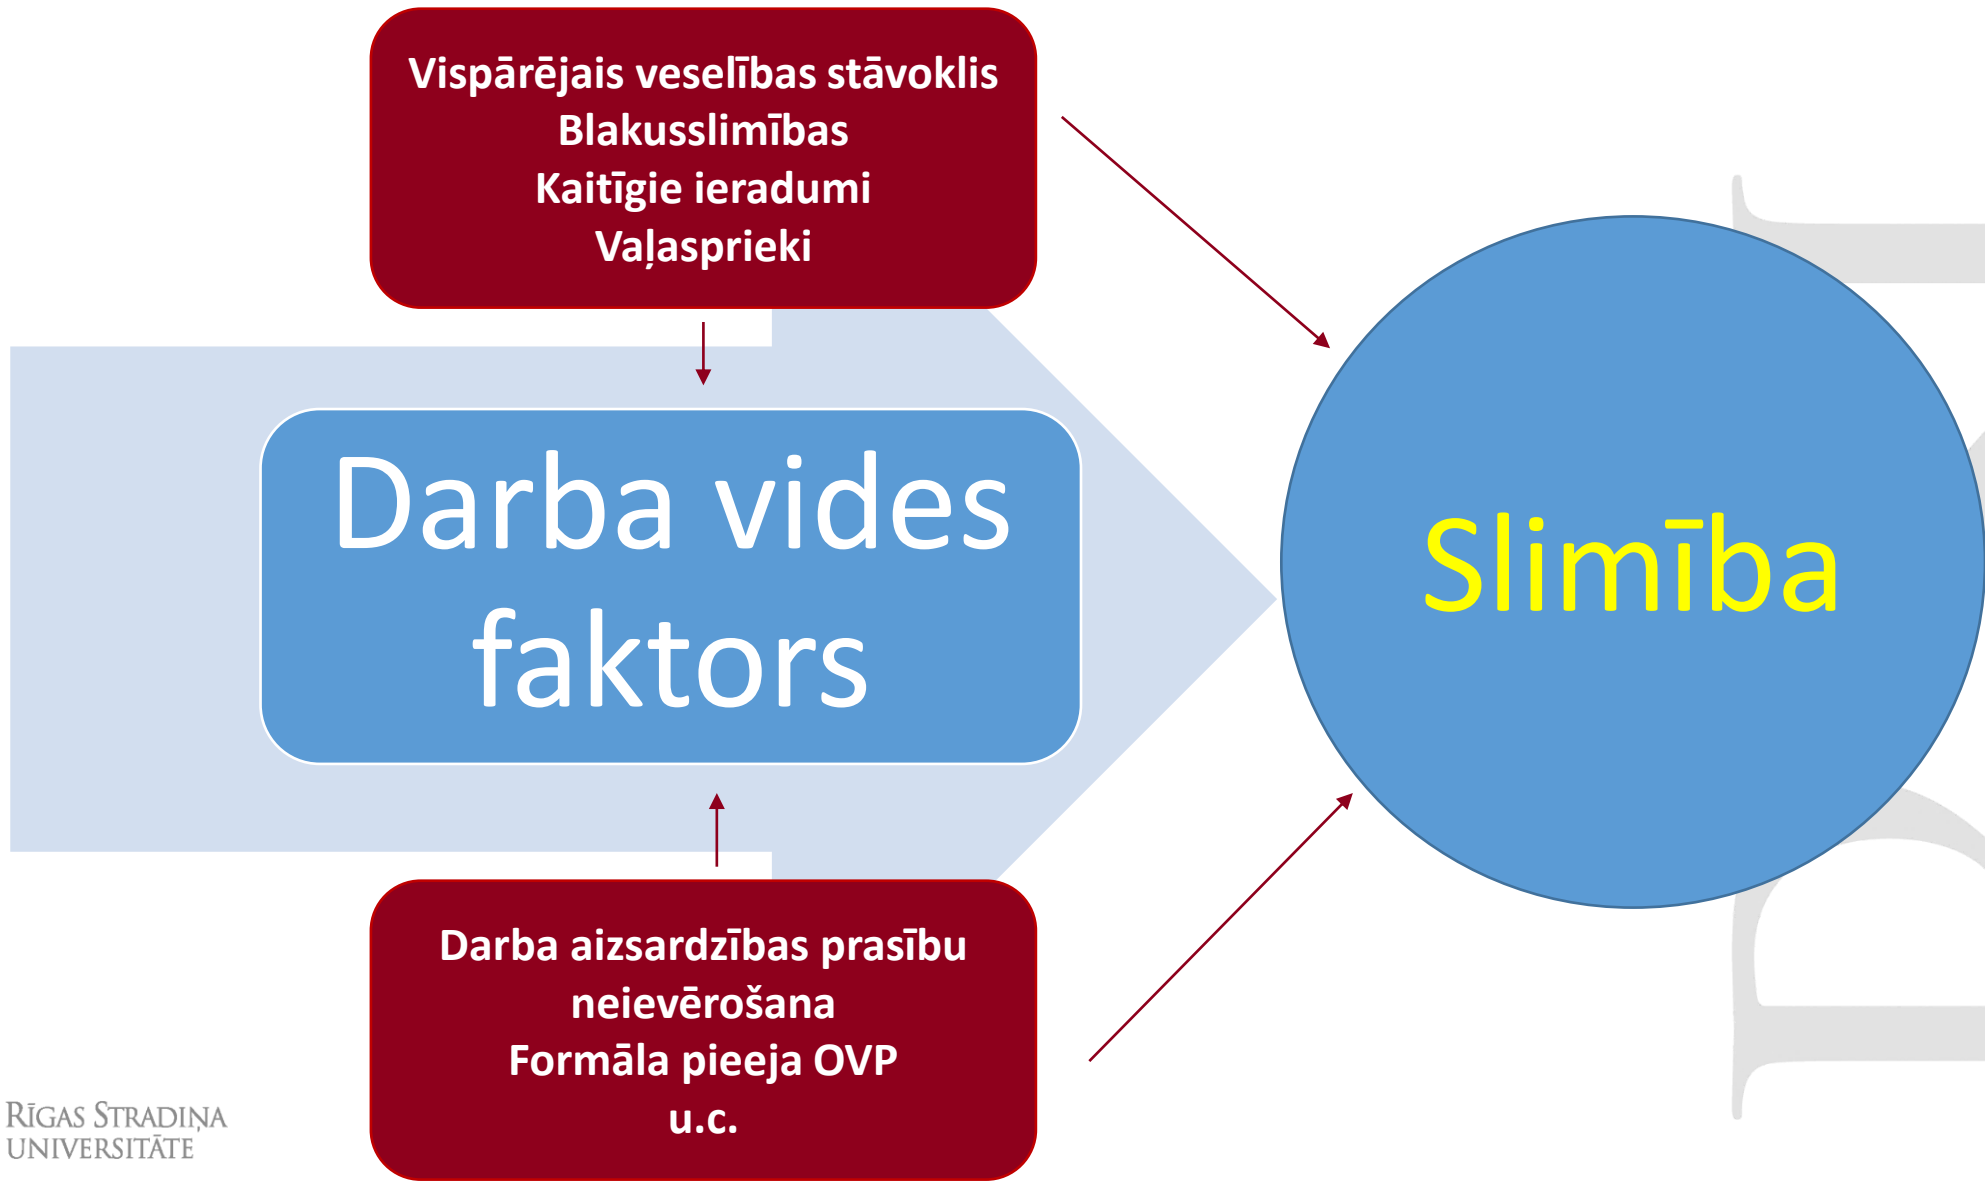 Vispārējais veselības stāvoklis
Blakusslimības
Kaitīgie ieradumi
Vaļasprieki
Darba vides
faktors
Slimība
Darba aizsardzības prasību
neievērošana
Formāla pieeja OVP
u.c.
RĪGAS STRADIŅA
UNIVERSITĀTE